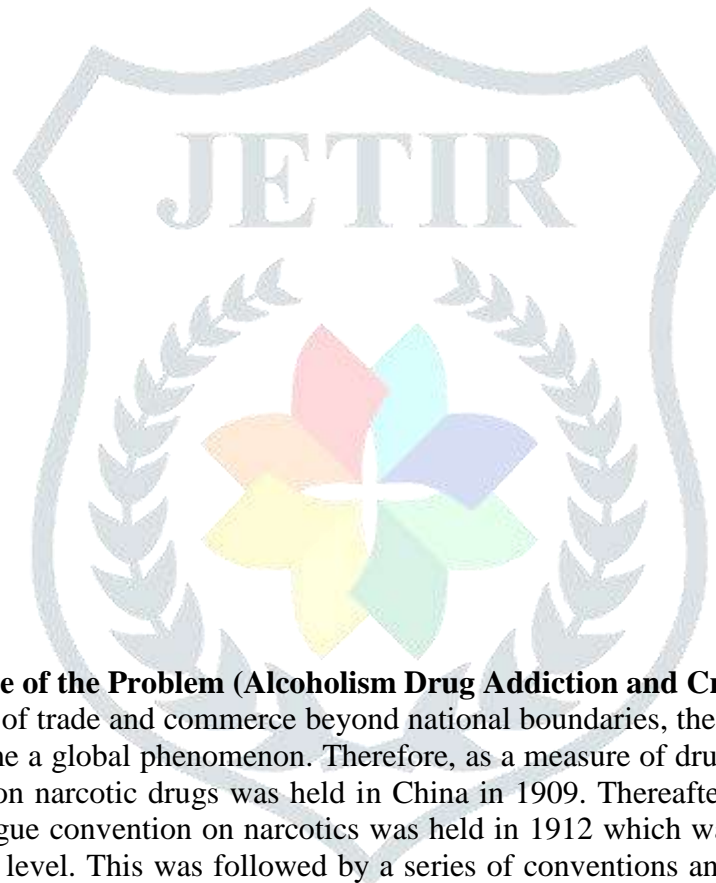 JETIR
e of the Problem (Alcoholism Drug Addiction and Cr
of trade and commerce beyond national boundaries, the
ne a global phenomenon. Therefore, as a measure of dru
on narcotic drugs was held in China in 1909. Thereafte
gue convention on narcotics was held in 1912 which wa
level. This was followed by a series of conventions an